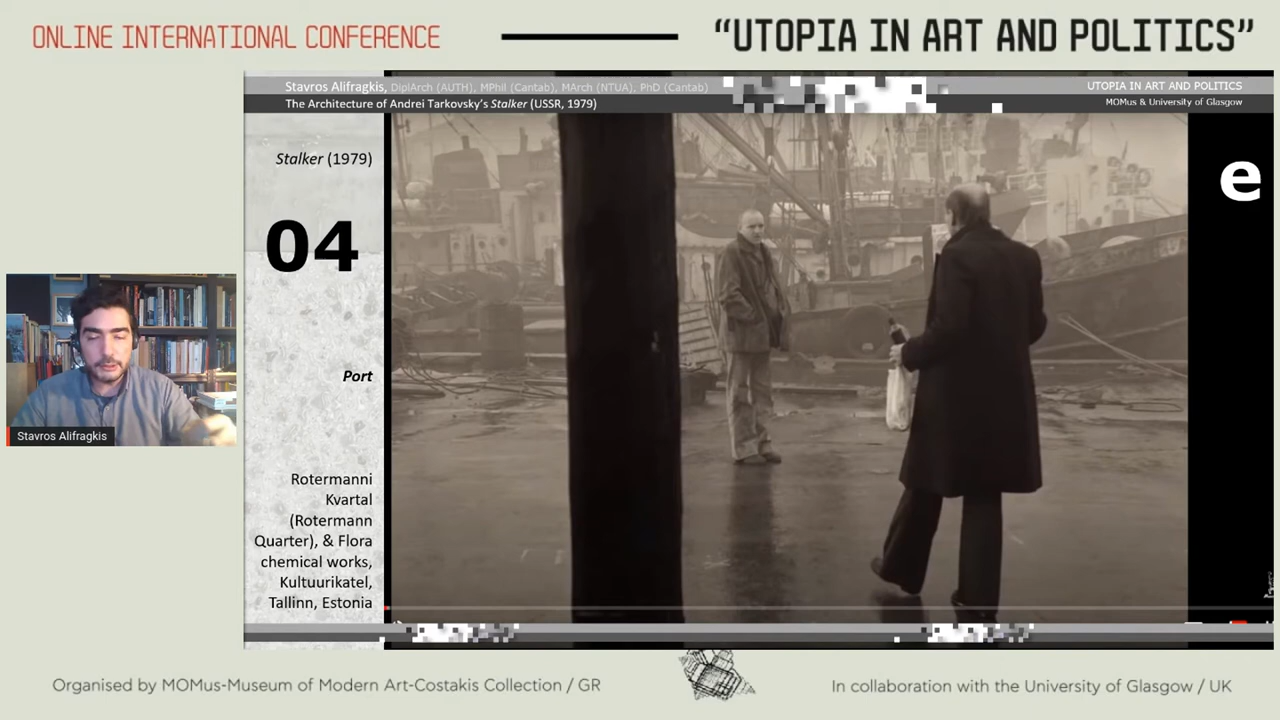 ONLINE INTERNATIONAL CONFERENCE
“UTOPIA IN ART AND POLITICS”
Stavros Alifragkis, DiplArch (AUTH), MPhil (Cantab), MArch (NTUA), PhD (Cantab)
UTOPIA IN ART AND POLITICS
The Architecture of Andrei Tarkovsky's Stalker (USSR, 1979)
MOMus & University of Glasgow
Stalker (1979)
04
e
Port
Rotermanni
Kvartal
(Rotermann
Quarter), & Flora
chemical works,
Kultuurikatel,
Tallinn, Estonia
Stavros Alifragkis
Organised by MOMus-Museum of Modern Art-Costakis Collection / GR
In collaboration with the University of Glasgow / UK